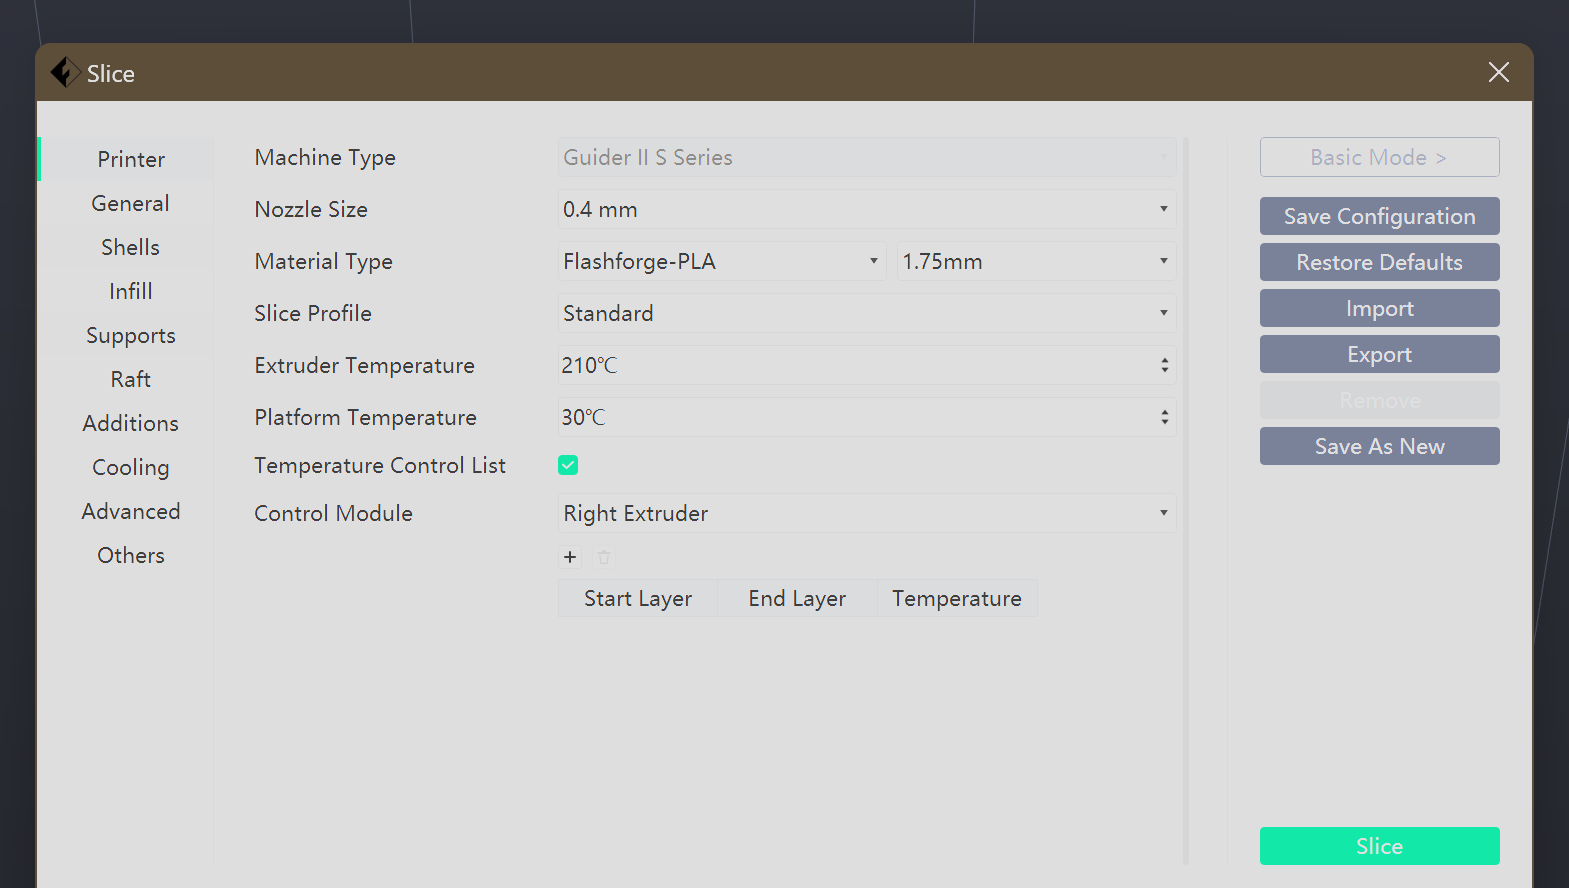 Slice
Printer
General
Shells
Infill
Supports
Raft
Additions
Cooling
Advanced
Others
Machine Type Guider II S Series
Nozzle Size 0.4 mm
Material Type Flashforge-PLA 1.75mm
Slice Profile Standard
Extruder Temperature 210℃
Platform Temperature 30℃
Temperature Control List
Control Module Right Extruder
Start Layer End Layer Temperature
Basic Mode >
Save Configuration
Restore Defaults
Import
Export
Remove
Save As New
Slice